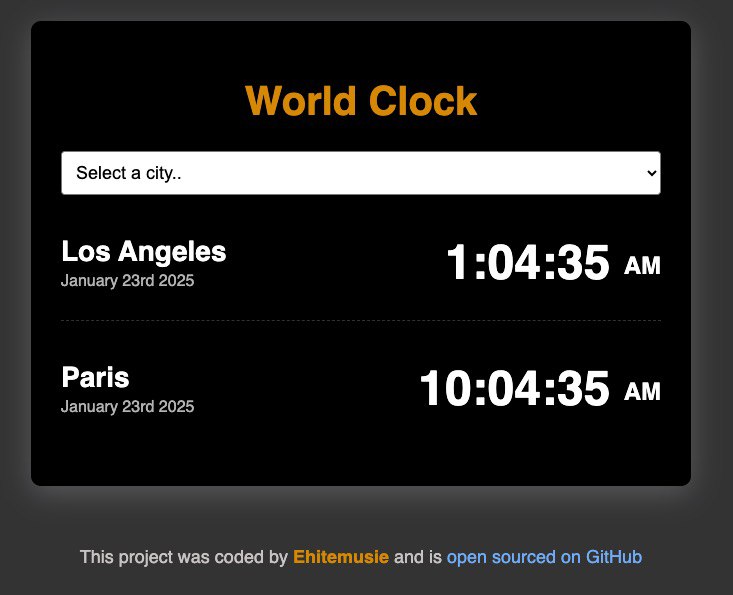 World Clock
Select a city..
Los Angeles
January 23rd 2025
1:04:35 AM
Paris
January 23rd 2025
10:04:35 AM
This project was coded by Ehitemusie and is open sourced on GitHub